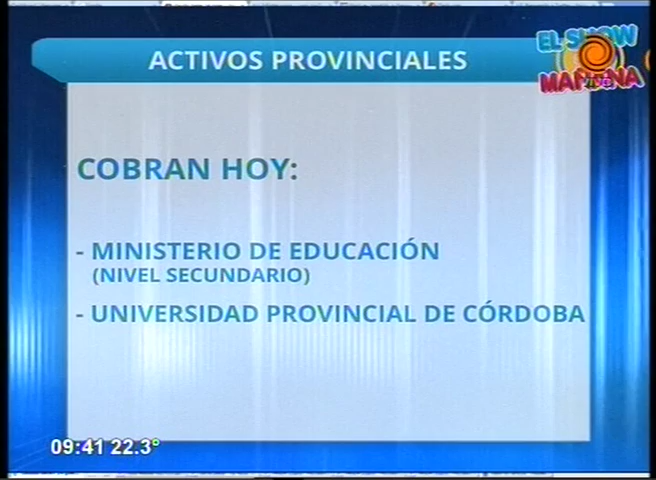 ACTIVOS PROVINCIALES
EL SHOW
MAÑANA
VIVO
COBRAN HOY:
- MINISTERIO DE EDUCACIÓN
(NIVEL SECUNDARIO)
- UNIVERSIDAD PROVINCIAL DE CÓRDOBA
09:41 22.3°